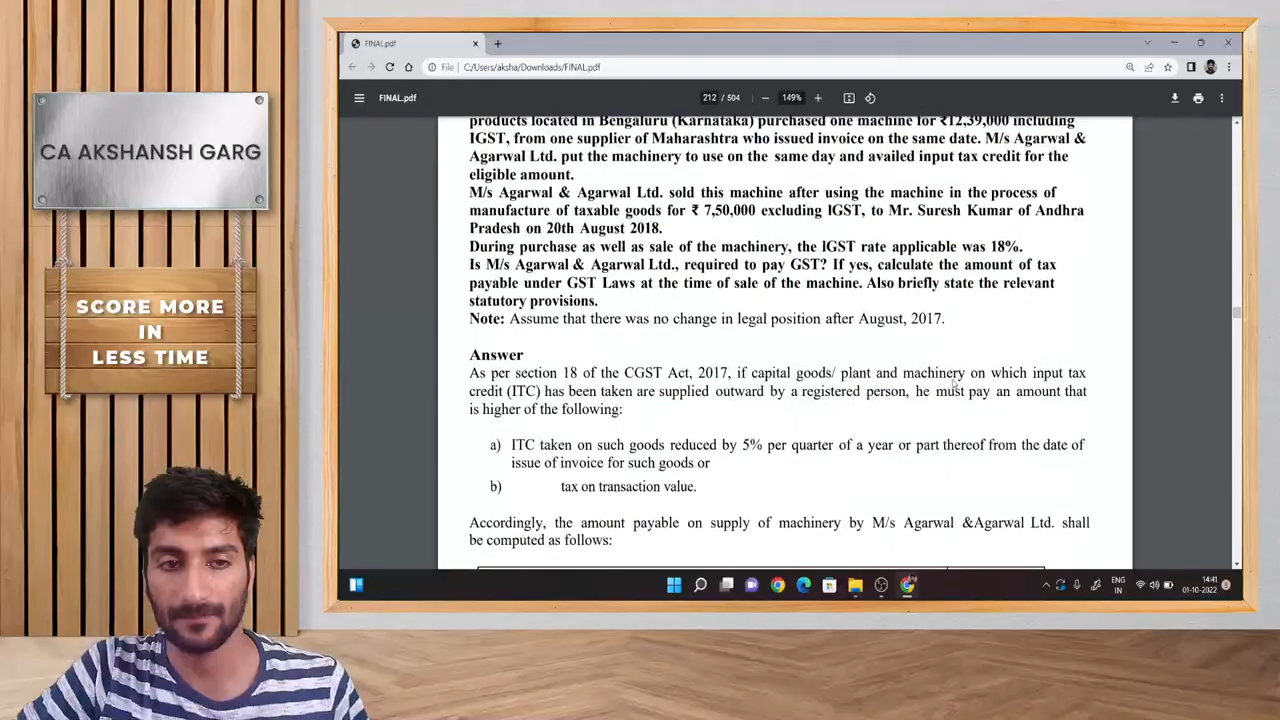 CA AKSHANSH GARG
SCORE MORE
IN
LESS TIME
FINAL.pdf
File C:/Users/aksha/Downloads/FINAL.pdf
FINAL.pdf
212 / 504
149%
products located in Bengaluru (Karnataka) purchased one machine for ₹12,39,000 including
IGST, from one supplier of Maharashtra who issued invoice on the same date. M/s Agarwal &
Agarwal Ltd. put the machinery to use on the same day and availed input tax credit for the
eligible amount.
M/s Agarwal & Agarwal Ltd. sold this machine after using the machine in the process of
manufacture of taxable goods for ₹ 7,50,000 excluding IGST, to Mr. Suresh Kumar of Andhra
Pradesh on 20th August 2018.
During purchase as well as sale of the machinery, the IGST rate applicable was 18%.
Is M/s Agarwal & Agarwal Ltd., required to pay GST? If yes, calculate the amount of tax
payable under GST Laws at the time of sale of the machine. Also briefly state the relevant
statutory provisions.
Note: Assume that there was no change in legal position after August, 2017.
Answer
As per section 18 of the CGST Act, 2017, if capital goods/ plant and machinery on which input tax
credit (ITC) has been taken are supplied outward by a registered person, he must pay an amount that
is higher of the following:
a) ITC taken on such goods reduced by 5% per quarter of a year or part thereof from the date of
issue of invoice for such goods or
b) tax on transaction value.
Accordingly, the amount payable on supply of machinery by M/s Agarwal &Agarwal Ltd. shall
be computed as follows:
ENG
IN
14:41
01-10-2022